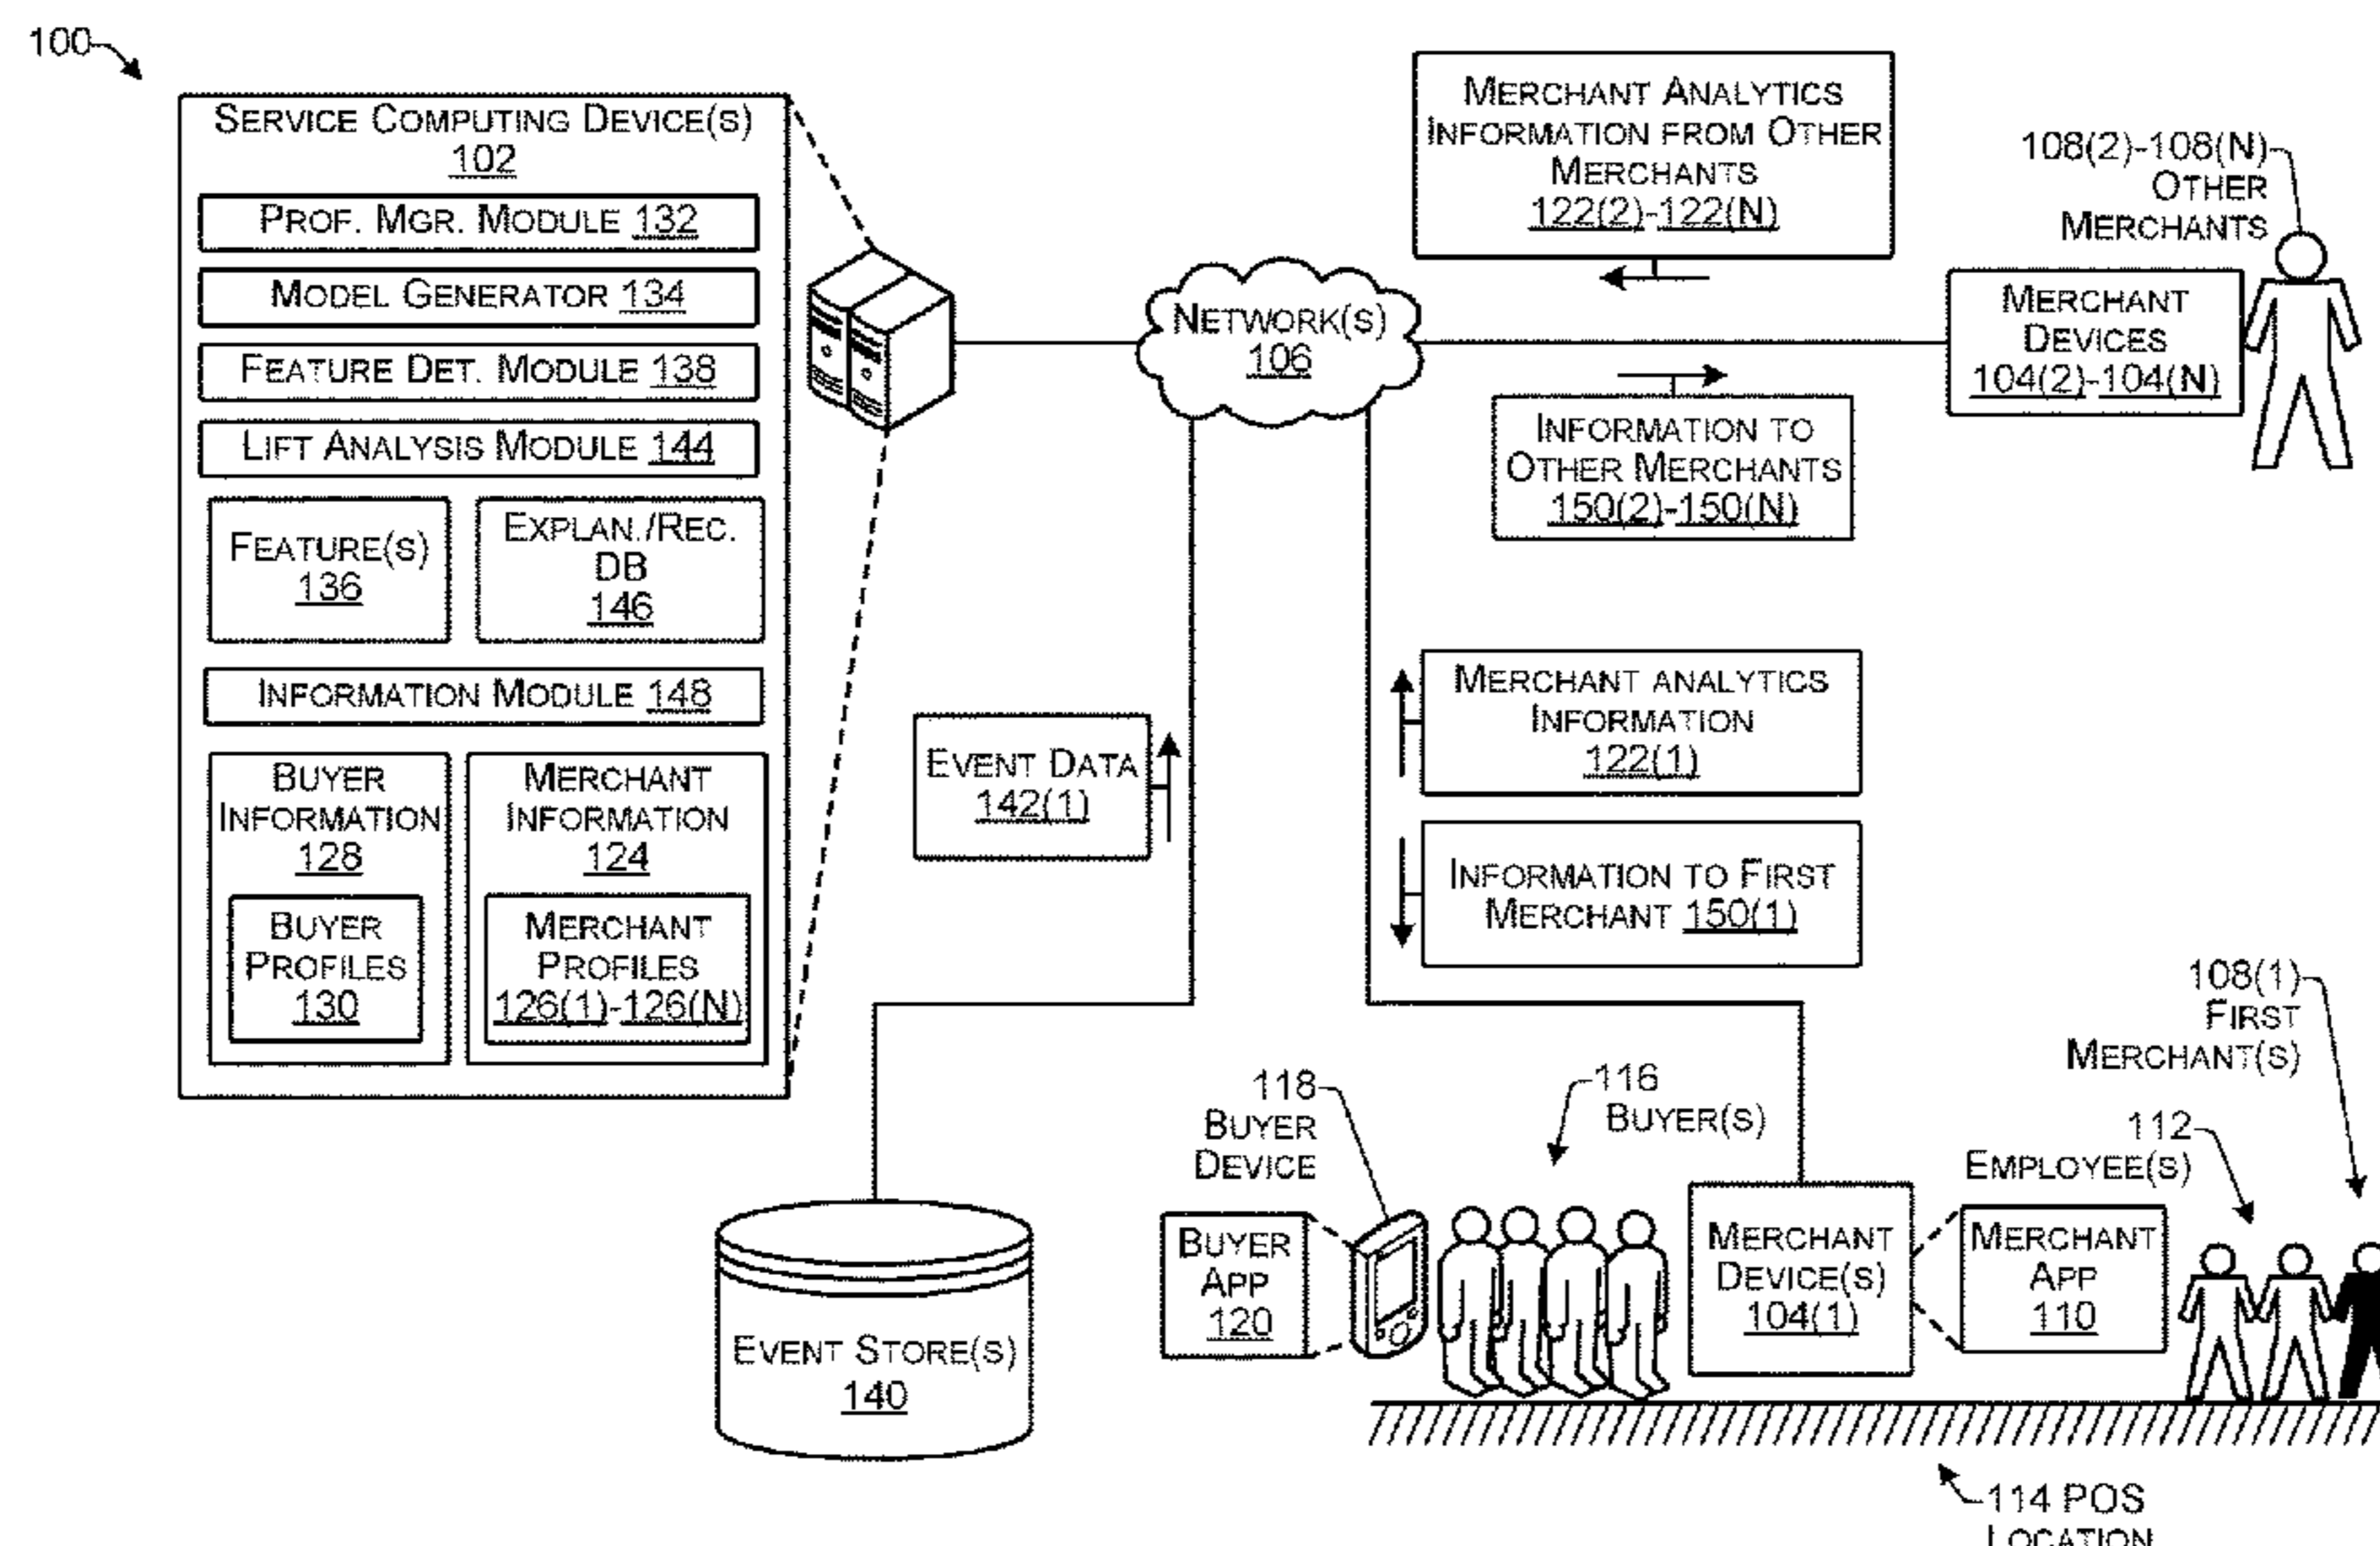 100
SERVICE COMPUTING DEVICE(S)
102
PROF. MGR. MODULE 132
MODEL GENERATOR 134
FEATURE DET. MODULE 138
LIFT ANALYSIS MODULE 144
FEATURE(S)
136
EXPLAN./REC.
DB
146
INFORMATION MODULE 148
BUYER
INFORMATION
128
BUYER
PROFILES
130
MERCHANT
INFORMATION
124
MERCHANT
PROFILES
126(1)-126(N)
NETWORK(S)
106
MERCHANT ANALYTICS
INFORMATION FROM OTHER
MERCHANTS
122(2)-122(N)
108(2)-108(N)
OTHER
MERCHANTS
MERCHANT
DEVICES
104(2)-104(N)
INFORMATION TO
OTHER MERCHANTS
150(2)-150(N)
EVENT DATA
142(1)
MERCHANT ANALYTICS
INFORMATION
122(1)
INFORMATION TO FIRST
MERCHANT 150(1)
EVENT STORE(S)
140
118
BUYER
DEVICE
BUYER
APP
120
116
BUYER(S)
MERCHANT
DEVICE(S)
104(1)
MERCHANT
APP
110
112
EMPLOYEE(S)
108(1)
FIRST
MERCHANT(S)
114 POS
LOCATION